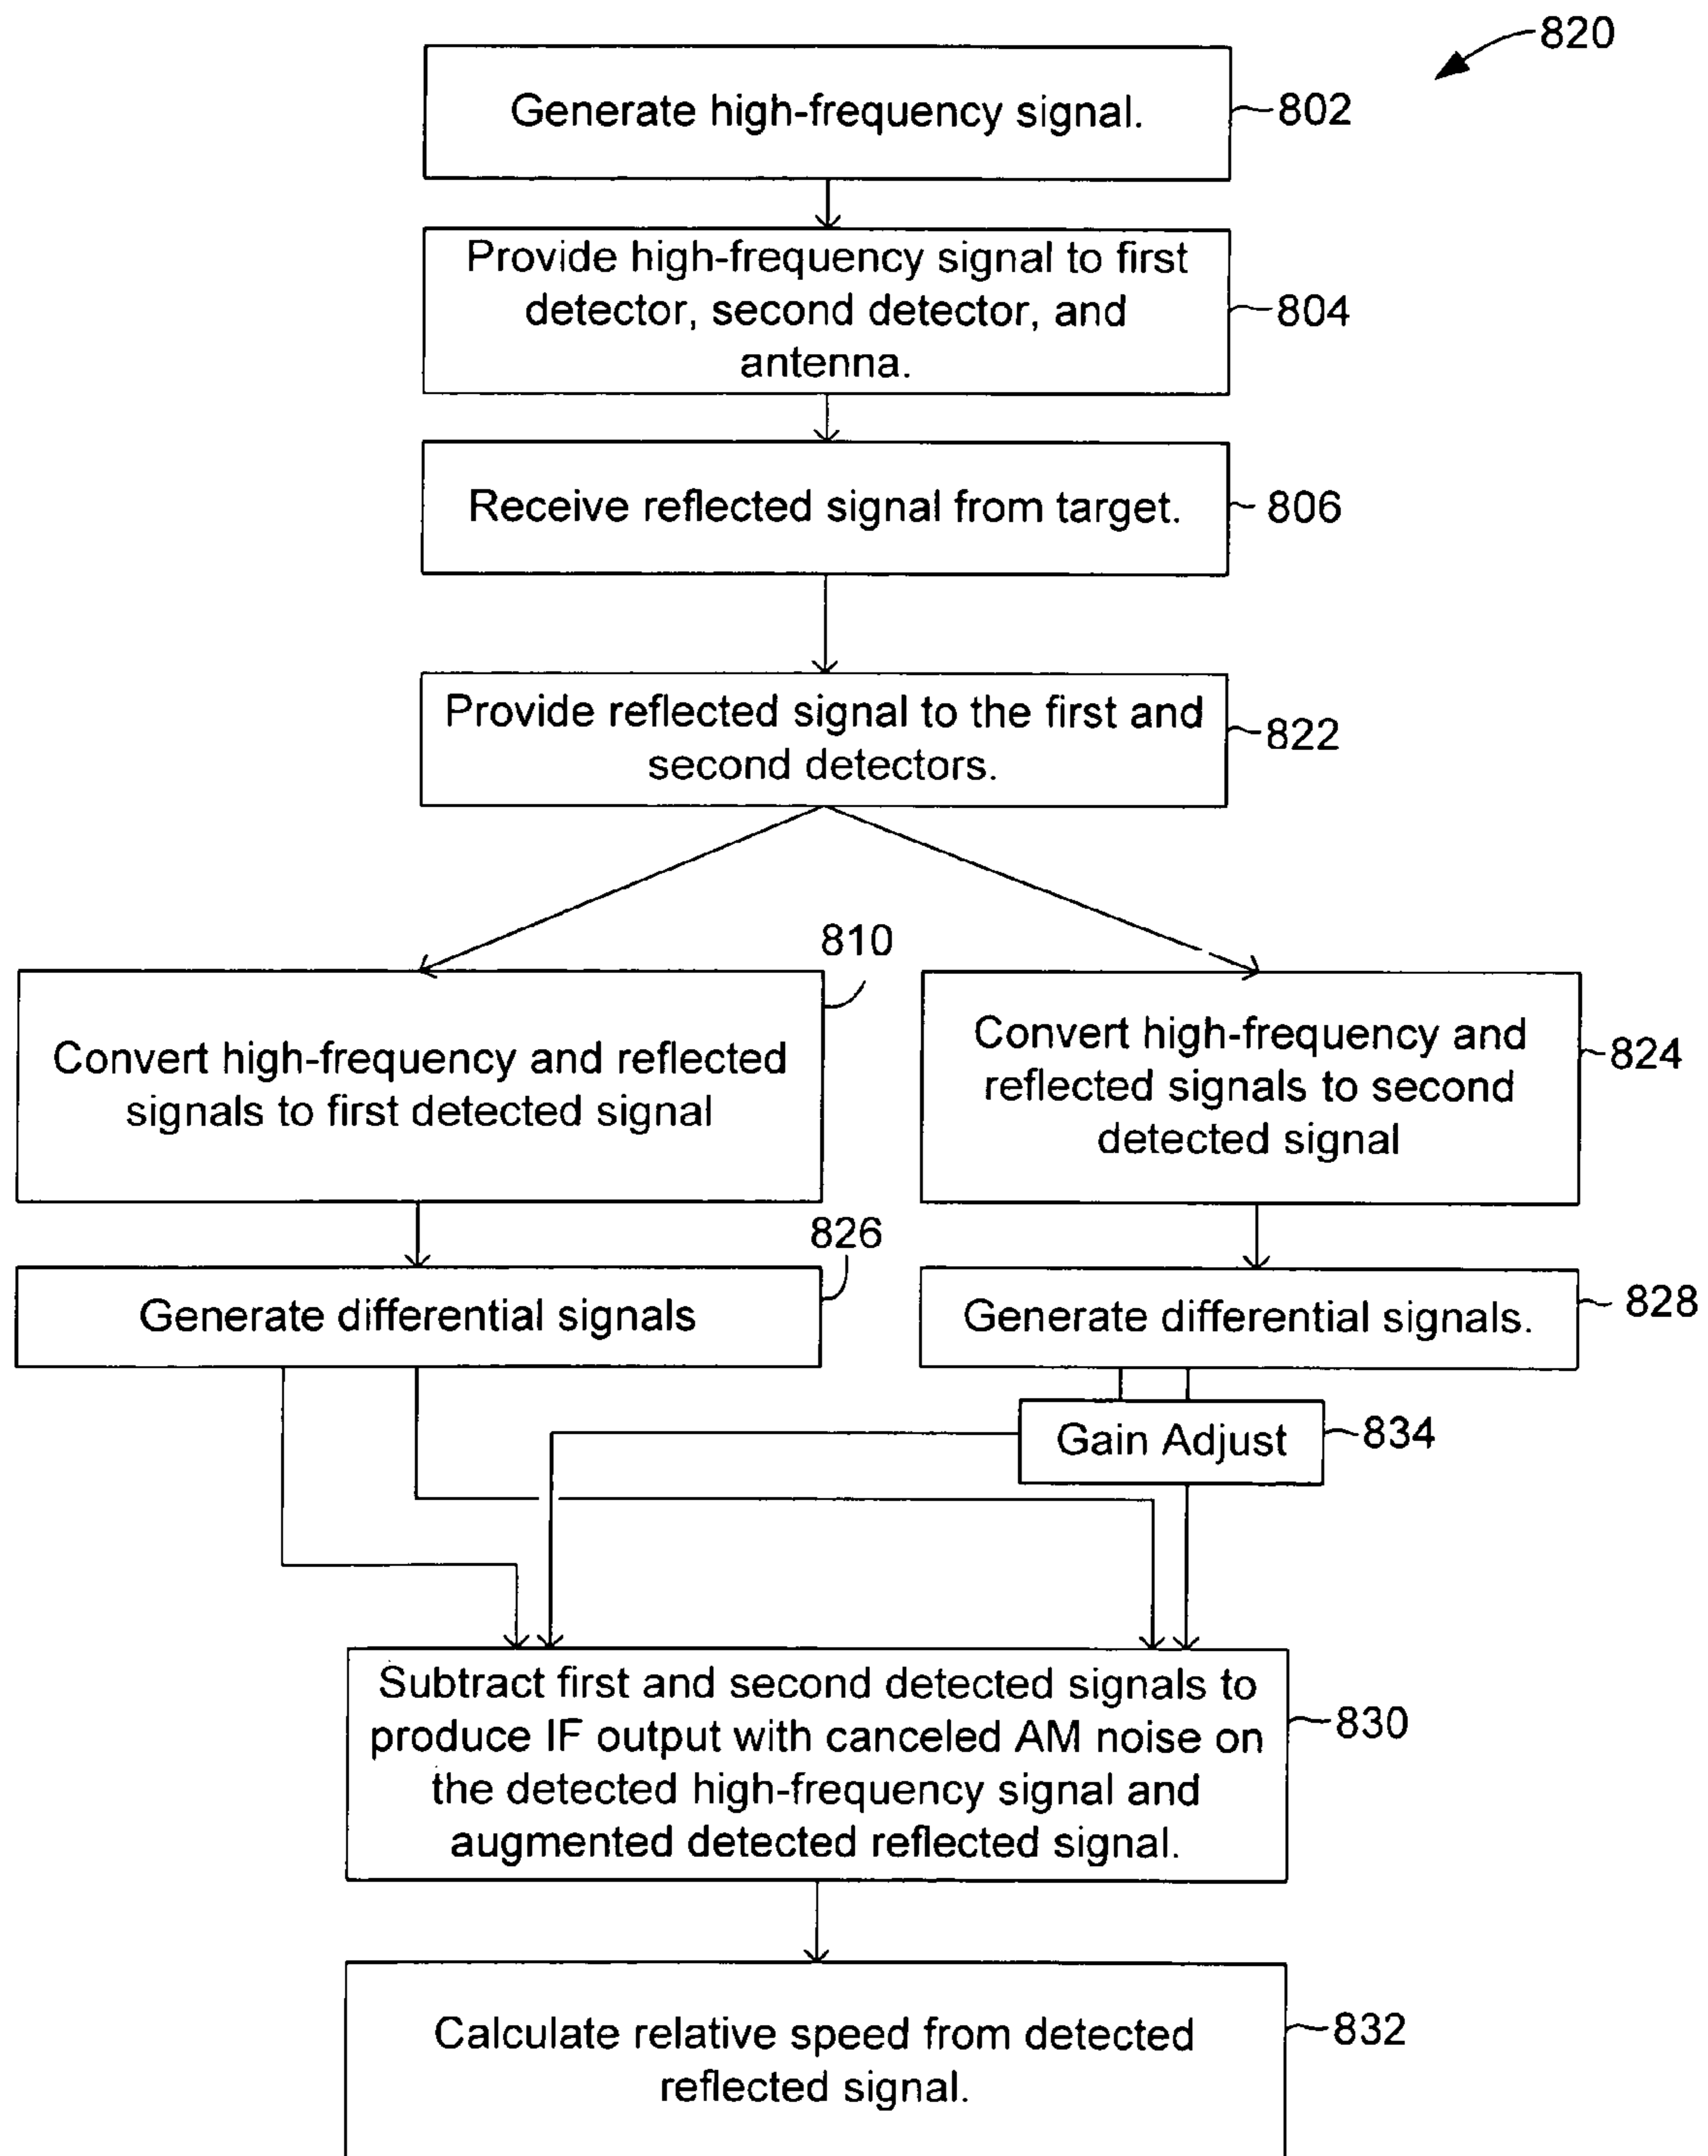 820
Generate high-frequency signal.
802
Provide high-frequency signal to first
detector, second detector, and
antenna.
804
Receive reflected signal from target.
806
Provide reflected signal to the first and
second detectors.
822
810
Convert high-frequency and reflected
signals to first detected signal
Convert high-frequency and
reflected signals to second
detected signal
824
826
Generate differential signals
Generate differential signals.
828
Gain Adjust
834
Subtract first and second detected signals to
produce IF output with canceled AM noise on
the detected high-frequency signal and
augmented detected reflected signal.
830
Calculate relative speed from detected
reflected signal.
832